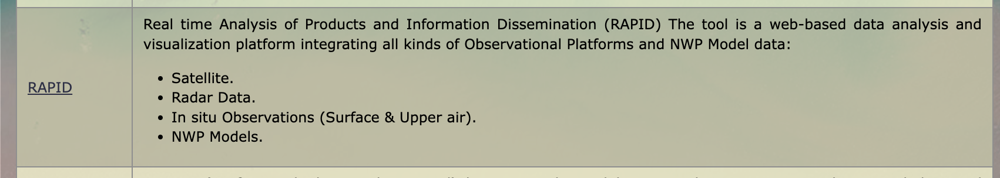 RAPID
Real time Analysis of Products and Information Dissemination (RAPID) The tool is a web-based data analysis and
visualization platform integrating all kinds of Observational Platforms and NWP Model data:
• Satellite.
• Radar Data.
• In situ Observations (Surface & Upper air).
• NWP Models.